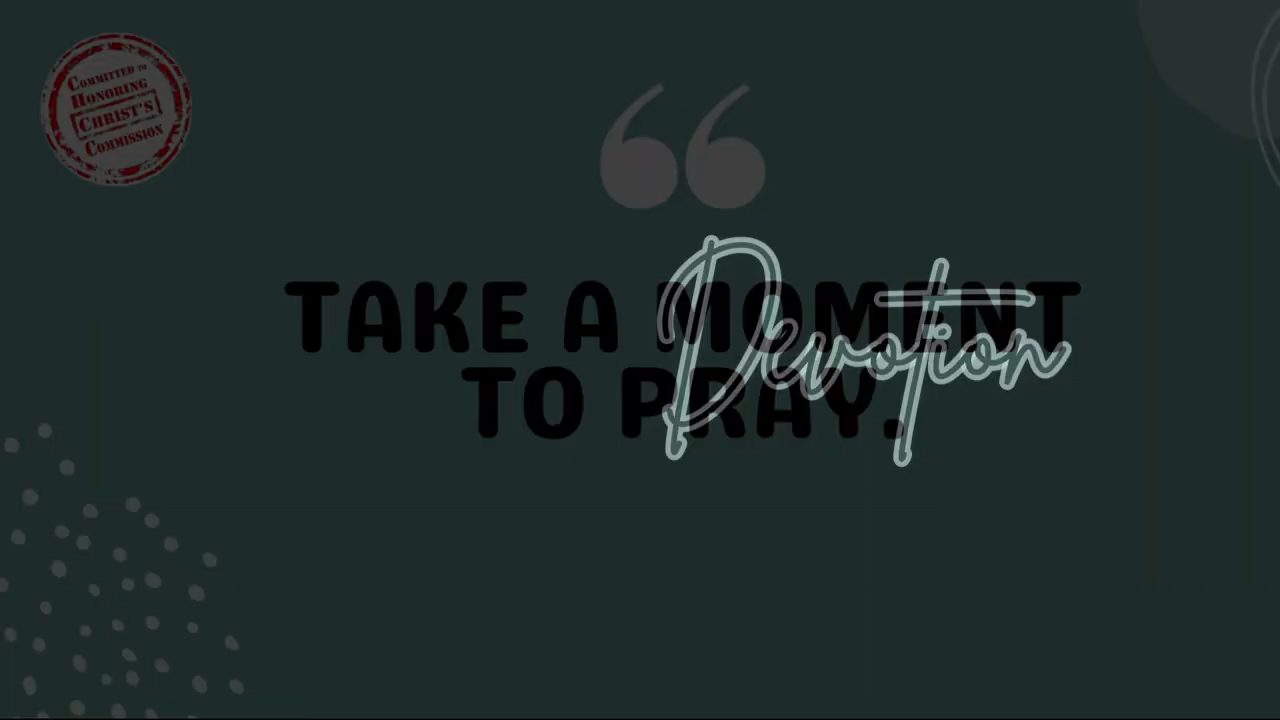 COMMITTED TO
HONORING
CHRIST'S
COMMISSION
TAKE A MOMENT
TO PRAY.
Devotion